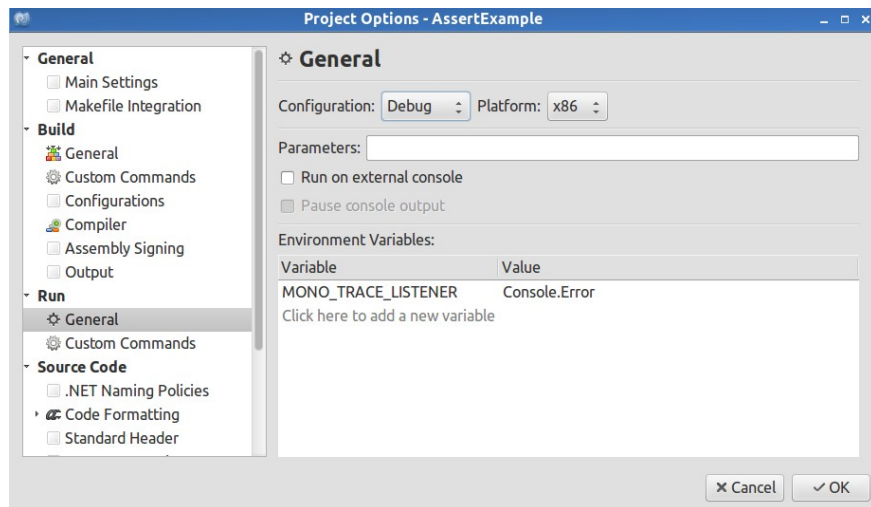 Project Options - AssertExample
General
Main Settings
Makefile Integration
Build
General
Custom Commands
Configurations
Compiler
Assembly Signing
Output
Run
General
Custom Commands
Source Code
.NET Naming Policies
Code Formatting
Standard Header
General
Configuration: Debug Platform: x86
Parameters:
Run on external console
Pause console output
Environment Variables:
Variable Value
MONO_TRACE_LISTENER Console.Error
Click here to add a new variable
Cancel OK